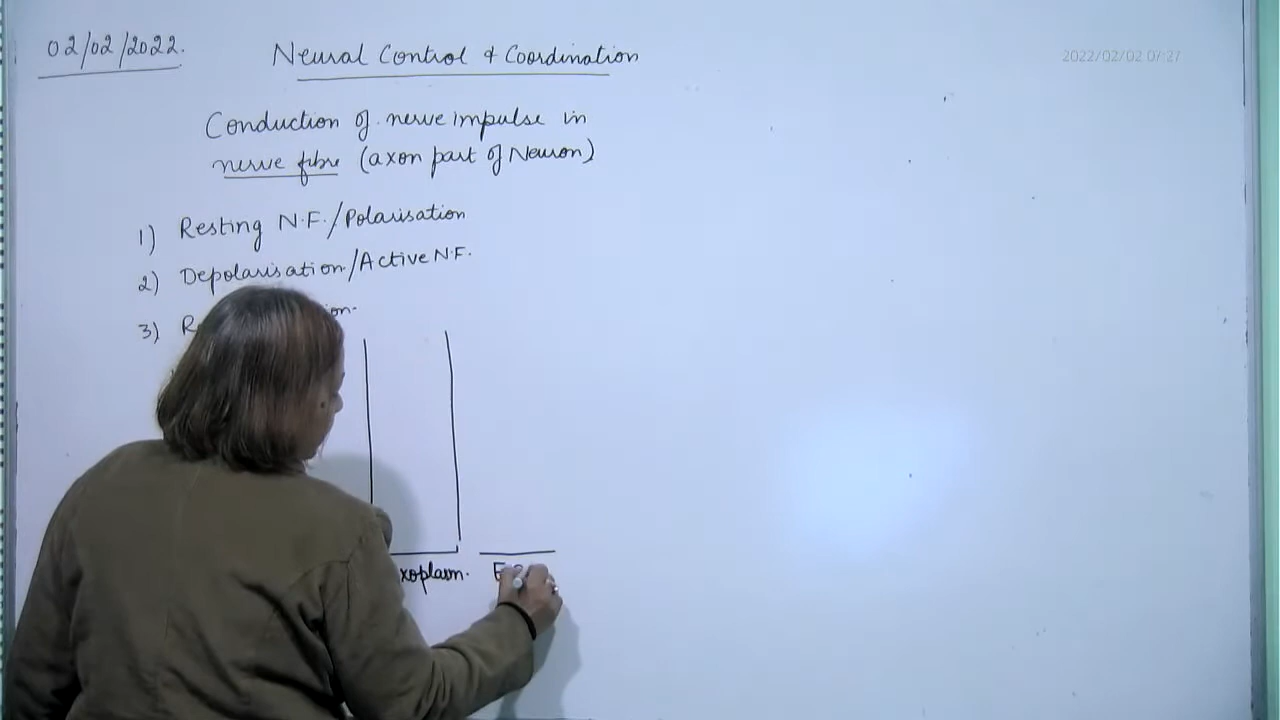 02/02/2022.
Neural Control & Coordination
2022/02/02 07:27
Conduction of nerve impulse in
nerve fibre (axon part of Neuron)
1) Resting N.F./Polarisation
2) Depolarisation/Active N.F.
3)
xoplasm.